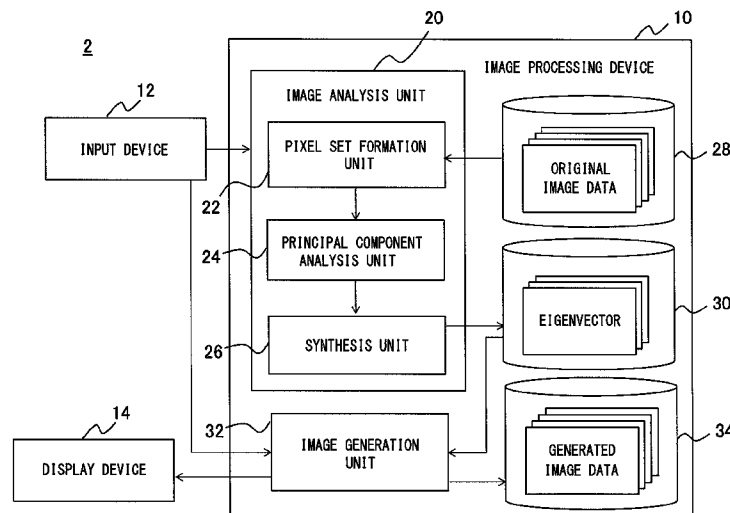 2
10
20
IMAGE PROCESSING DEVICE
12
IMAGE ANALYSIS UNIT
INPUT DEVICE
PIXEL SET FORMATION
UNIT
22
ORIGINAL
IMAGE DATA
28
24
PRINCIPAL COMPONENT
ANALYSIS UNIT
EIGENVECTOR
30
26
SYNTHESIS UNIT
14
32
IMAGE GENERATION
UNIT
34
DISPLAY DEVICE
GENERATED
IMAGE DATA